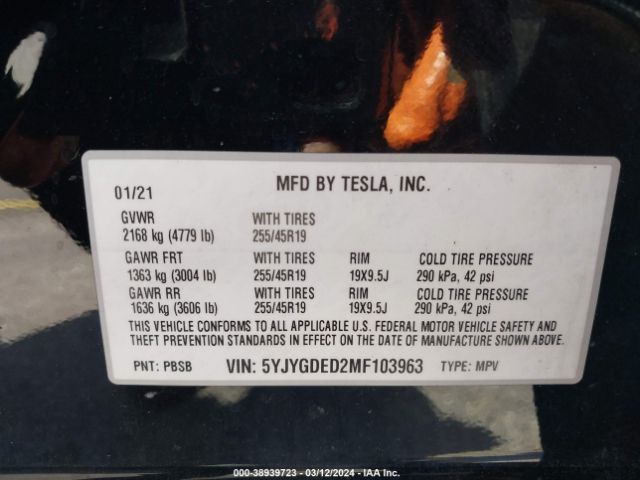 01/21 MFD BY TESLA, INC.
GVWR WITH TIRES
2168 kg (4779 lb) 255/45R19
GAWR FRT WITH TIRES RIM COLD TIRE PRESSURE
1363 kg (3004 lb) 255/45R19 19X9.5J 290 kPa, 42 psi
GAWR RR WITH TIRES RIM COLD TIRE PRESSURE
1636 kg (3606 lb) 255/45R19 19X9.5J 290 kPa, 42 psi
THIS VEHICLE CONFORMS TO ALL APPLICABLE U.S. FEDERAL MOTOR VEHICLE SAFETY AND
THEFT PREVENTION STANDARDS IN EFFECT ON THE DATE OF MANUFACTURE SHOWN ABOVE.
PNT: PBSB VIN: 5YJYGDED2MF103963 TYPE: MPV
000-38939723 - 03/12/2024 - IAA Inc.